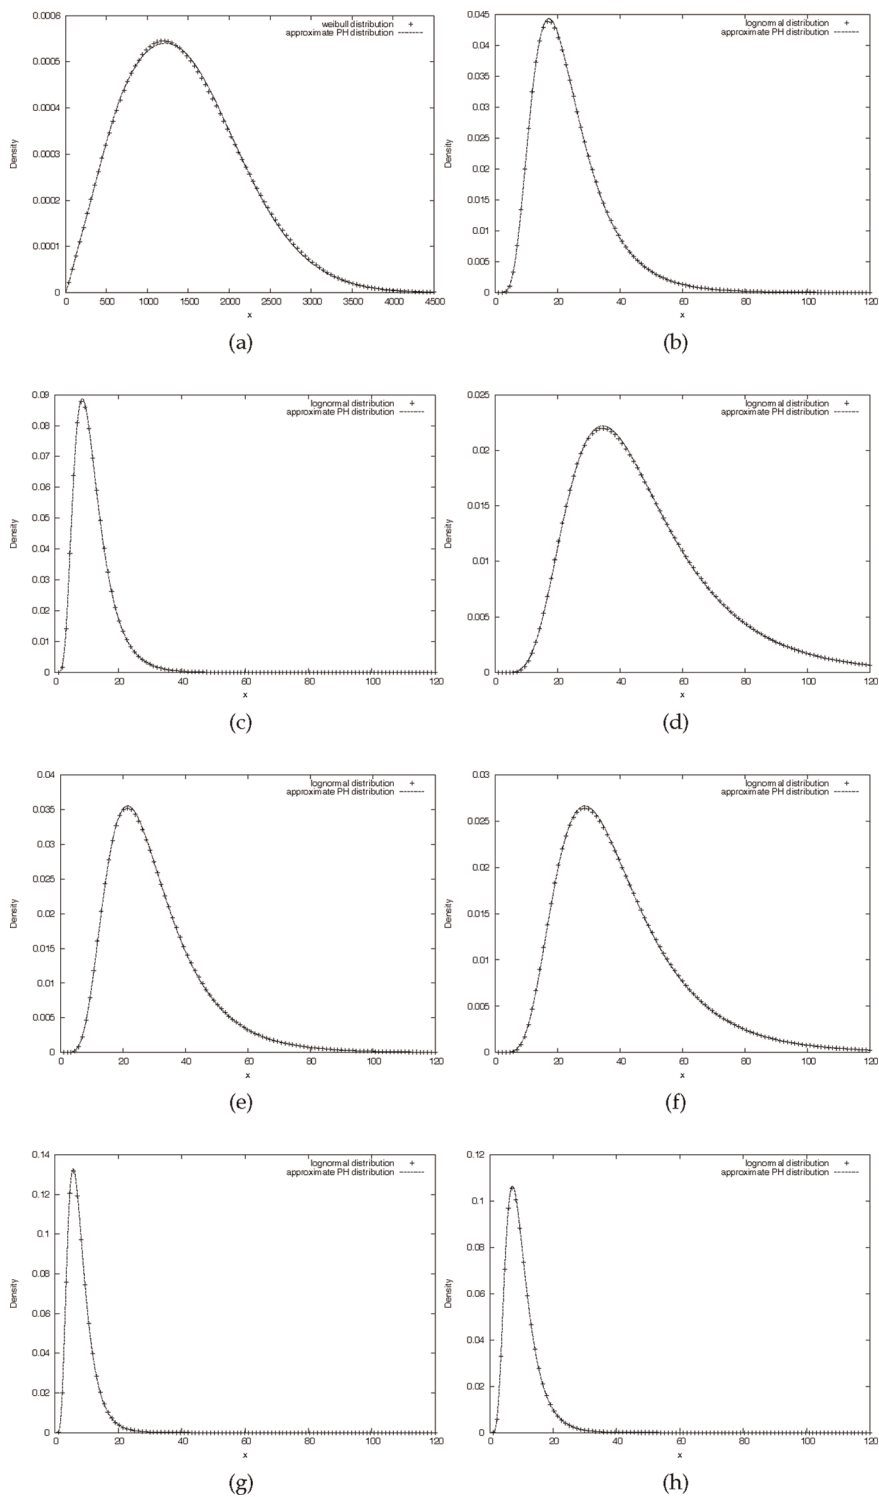 weibull distribution +
approximate PH distribution
0.0006
0.0005
0.0004
0.0003
0.0002
0.0001
0
Density
0 500 1000 1500 2000 2500 3000 3500 4000 4500
x
(a)
lognormal distribution +
approximate PH distribution
0.045
0.04
0.035
0.03
0.025
0.02
0.015
0.01
0.005
0
Density
0 20 40 60 80 100 120
x
(b)
lognormal distribution +
approximate PH distribution
0.09
0.08
0.07
0.06
0.05
0.04
0.03
0.02
0.01
0
Density
0 20 40 60 80 100 120
x
(c)
lognormal distribution +
approximate PH distribution
0.025
0.02
0.015
0.01
0.005
0
Density
0 20 40 60 80 100 120
x
(d)
lognormal distribution +
approximate PH distribution
0.04
0.035
0.03
0.025
0.02
0.015
0.01
0.005
0
Density
0 20 40 60 80 100 120
x
(e)
lognormal distribution +
approximate PH distribution
0.03
0.025
0.02
0.015
0.01
0.005
0
Density
0 20 40 60 80 100 120
x
(f)
lognormal distribution +
approximate PH distribution
0.14
0.12
0.1
0.08
0.06
0.04
0.02
0
Density
0 20 40 60 80 100 120
x
(g)
lognormal distribution +
approximate PH distribution
0.12
0.1
0.08
0.06
0.04
0.02
0
Density
0 20 40 60 80 100 120
x
(h)